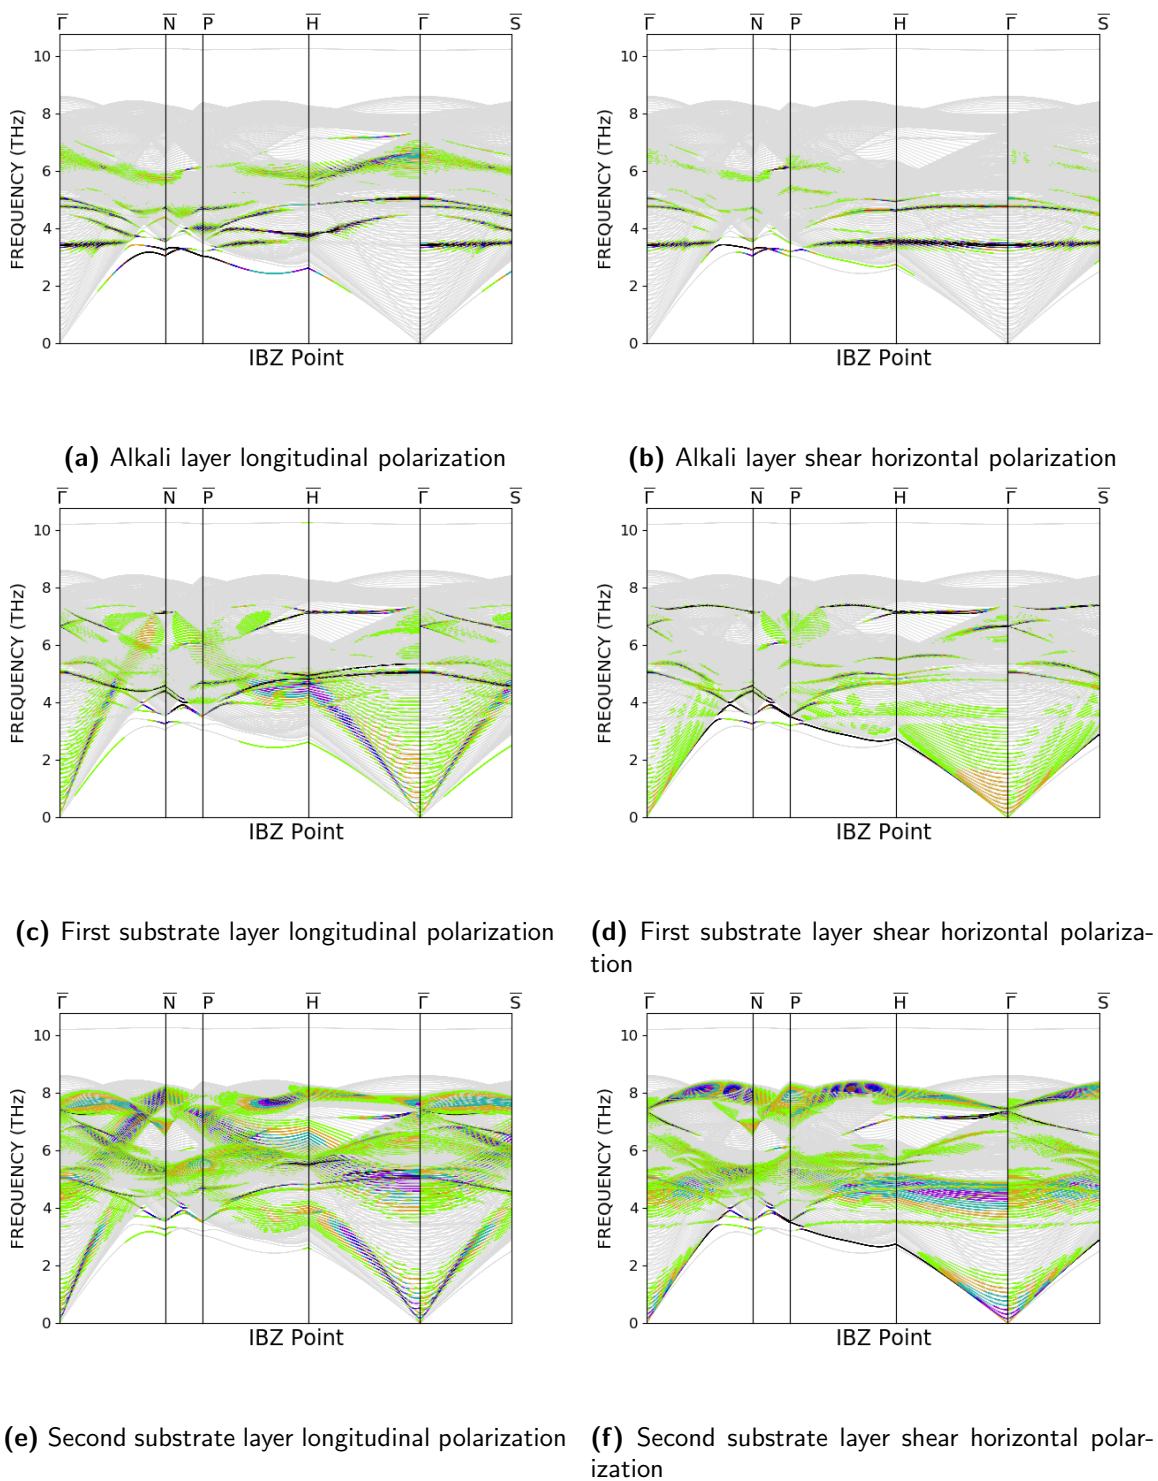 Γ̅ N̅ P̅ H̅ Γ̅ S̅ Γ̅ N̅ P̅ H̅ Γ̅ S̅
10 10
8 8
6 6
4 4
2 2
0 0
FREQUENCY (THz) FREQUENCY (THz)
IBZ Point IBZ Point
(a) Alkali layer longitudinal polarization (b) Alkali layer shear horizontal polarization
Γ̅ N̅ P̅ H̅ Γ̅ S̅ Γ̅ N̅ P̅ H̅ Γ̅ S̅
10 10
8 8
6 6
4 4
2 2
0 0
FREQUENCY (THz) FREQUENCY (THz)
IBZ Point IBZ Point
(c) First substrate layer longitudinal polarization (d) First substrate layer shear horizontal polariza-
tion
Γ̅ N̅ P̅ H̅ Γ̅ S̅ Γ̅ N̅ P̅ H̅ Γ̅ S̅
10 10
8 8
6 6
4 4
2 2
0 0
FREQUENCY (THz) FREQUENCY (THz)
IBZ Point IBZ Point
(e) Second substrate layer longitudinal polarization (f) Second substrate layer shear horizontal polar-
ization